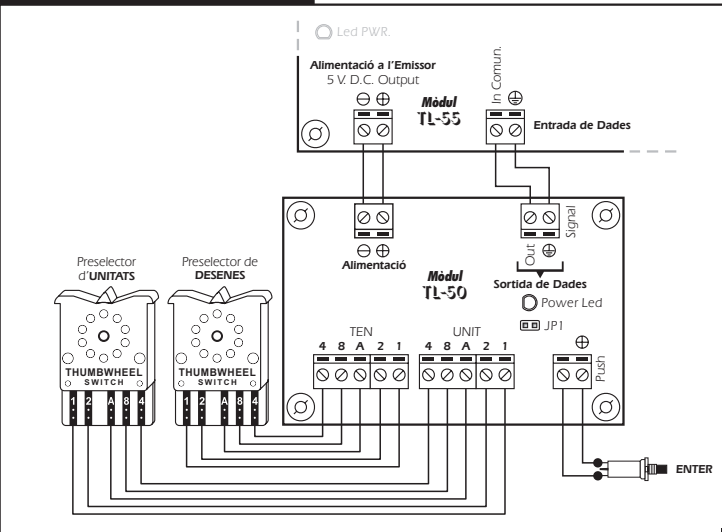 Led PWR.
Alimentació a l'Emissor
5 V. D.C. Output
In Comun.
Mòdul
TL-55
Entrada de Dades
Alimentació
Out
Signal
Sortida de Dades
Mòdul
TL-50
Power Led
JP1
Preselector
d'UNITATS
Preselector de
DESENES
TEN
UNIT
4 8 A 2 1
4 8 A 2 1
Push
THUMBWHEEL
SWITCH
THUMBWHEEL
SWITCH
1 2 A 8 4
1 2 A 8 4
ENTER